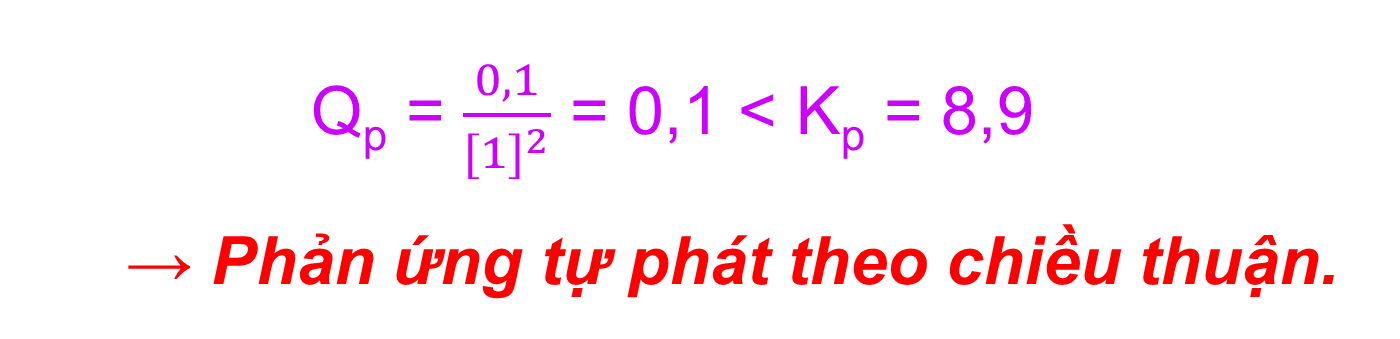 Qp = 0,1/[1]² = 0,1 < Kp = 8,9
→ Phản ứng tự phát theo chiều thuận.